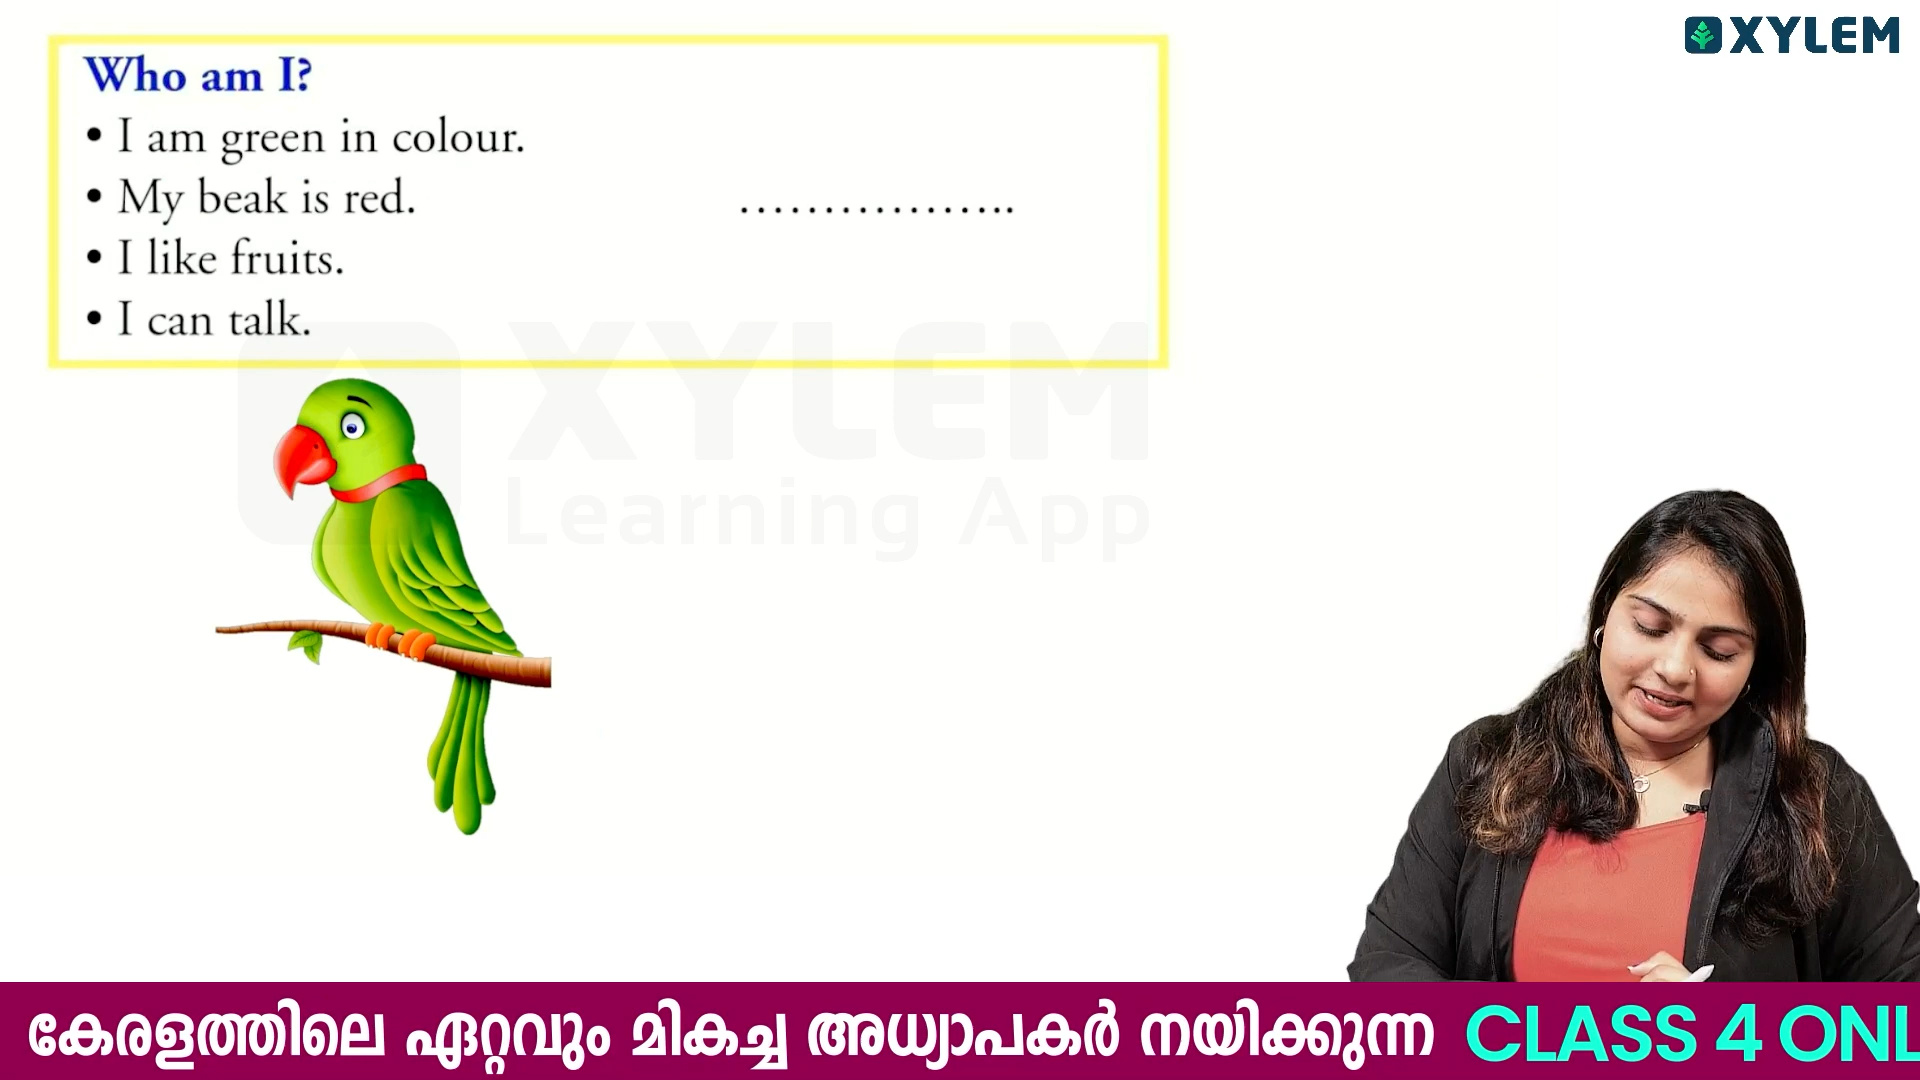 XYLEM
Who am I?
• I am green in colour.
• My beak is red. ………………..
• I like fruits.
• I can talk.
XYLEM
Learning App
കേരളത്തിലെ ഏറ്റവും മികച്ച അധ്യാപകർ നയിക്കുന്ന CLASS 4 ONL